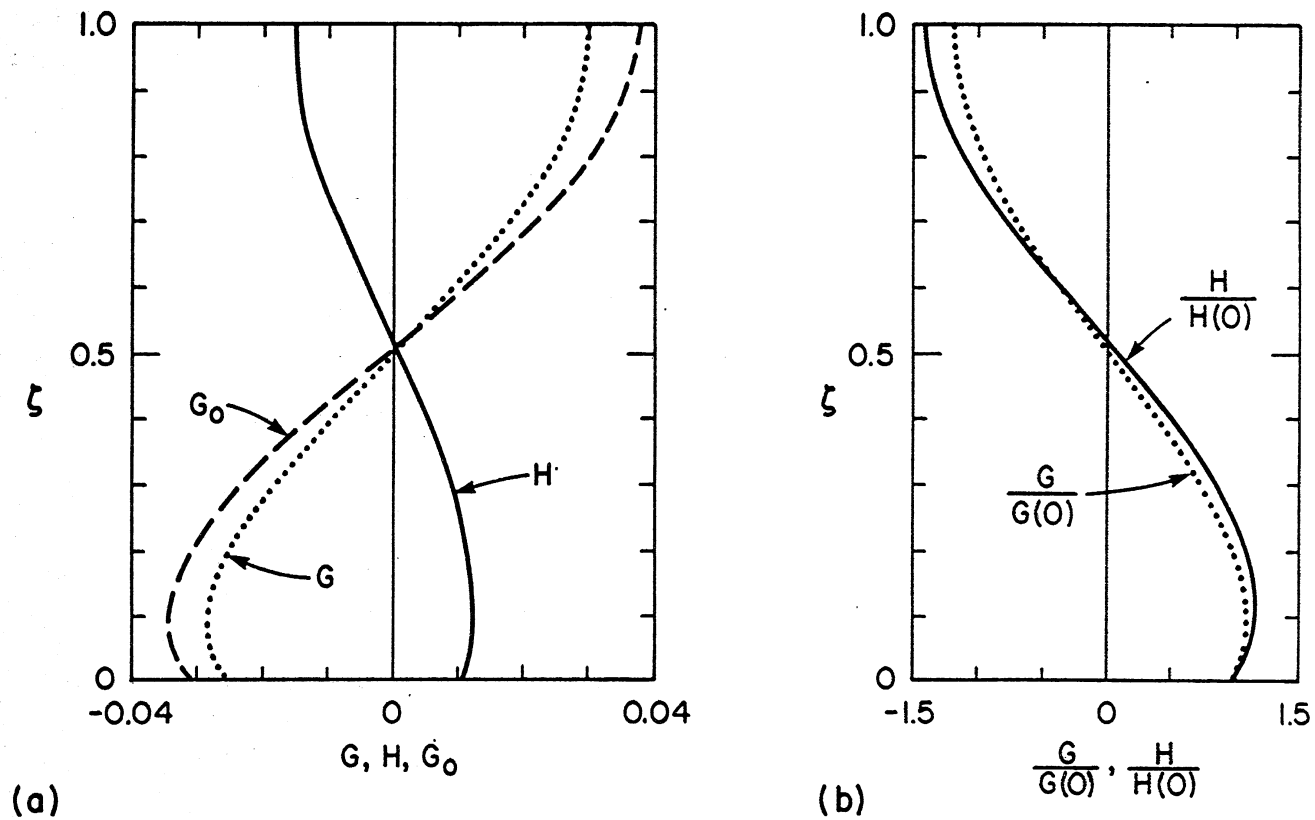 1.0
0.5
ζ
0
-0.04
0
0.04
G₀
G
H
G, H, G₀
(a)
1.0
0.5
ζ
0
-1.5
0
1.5
H
H(0)
G
G(0)
G/G(0), H/H(0)
(b)